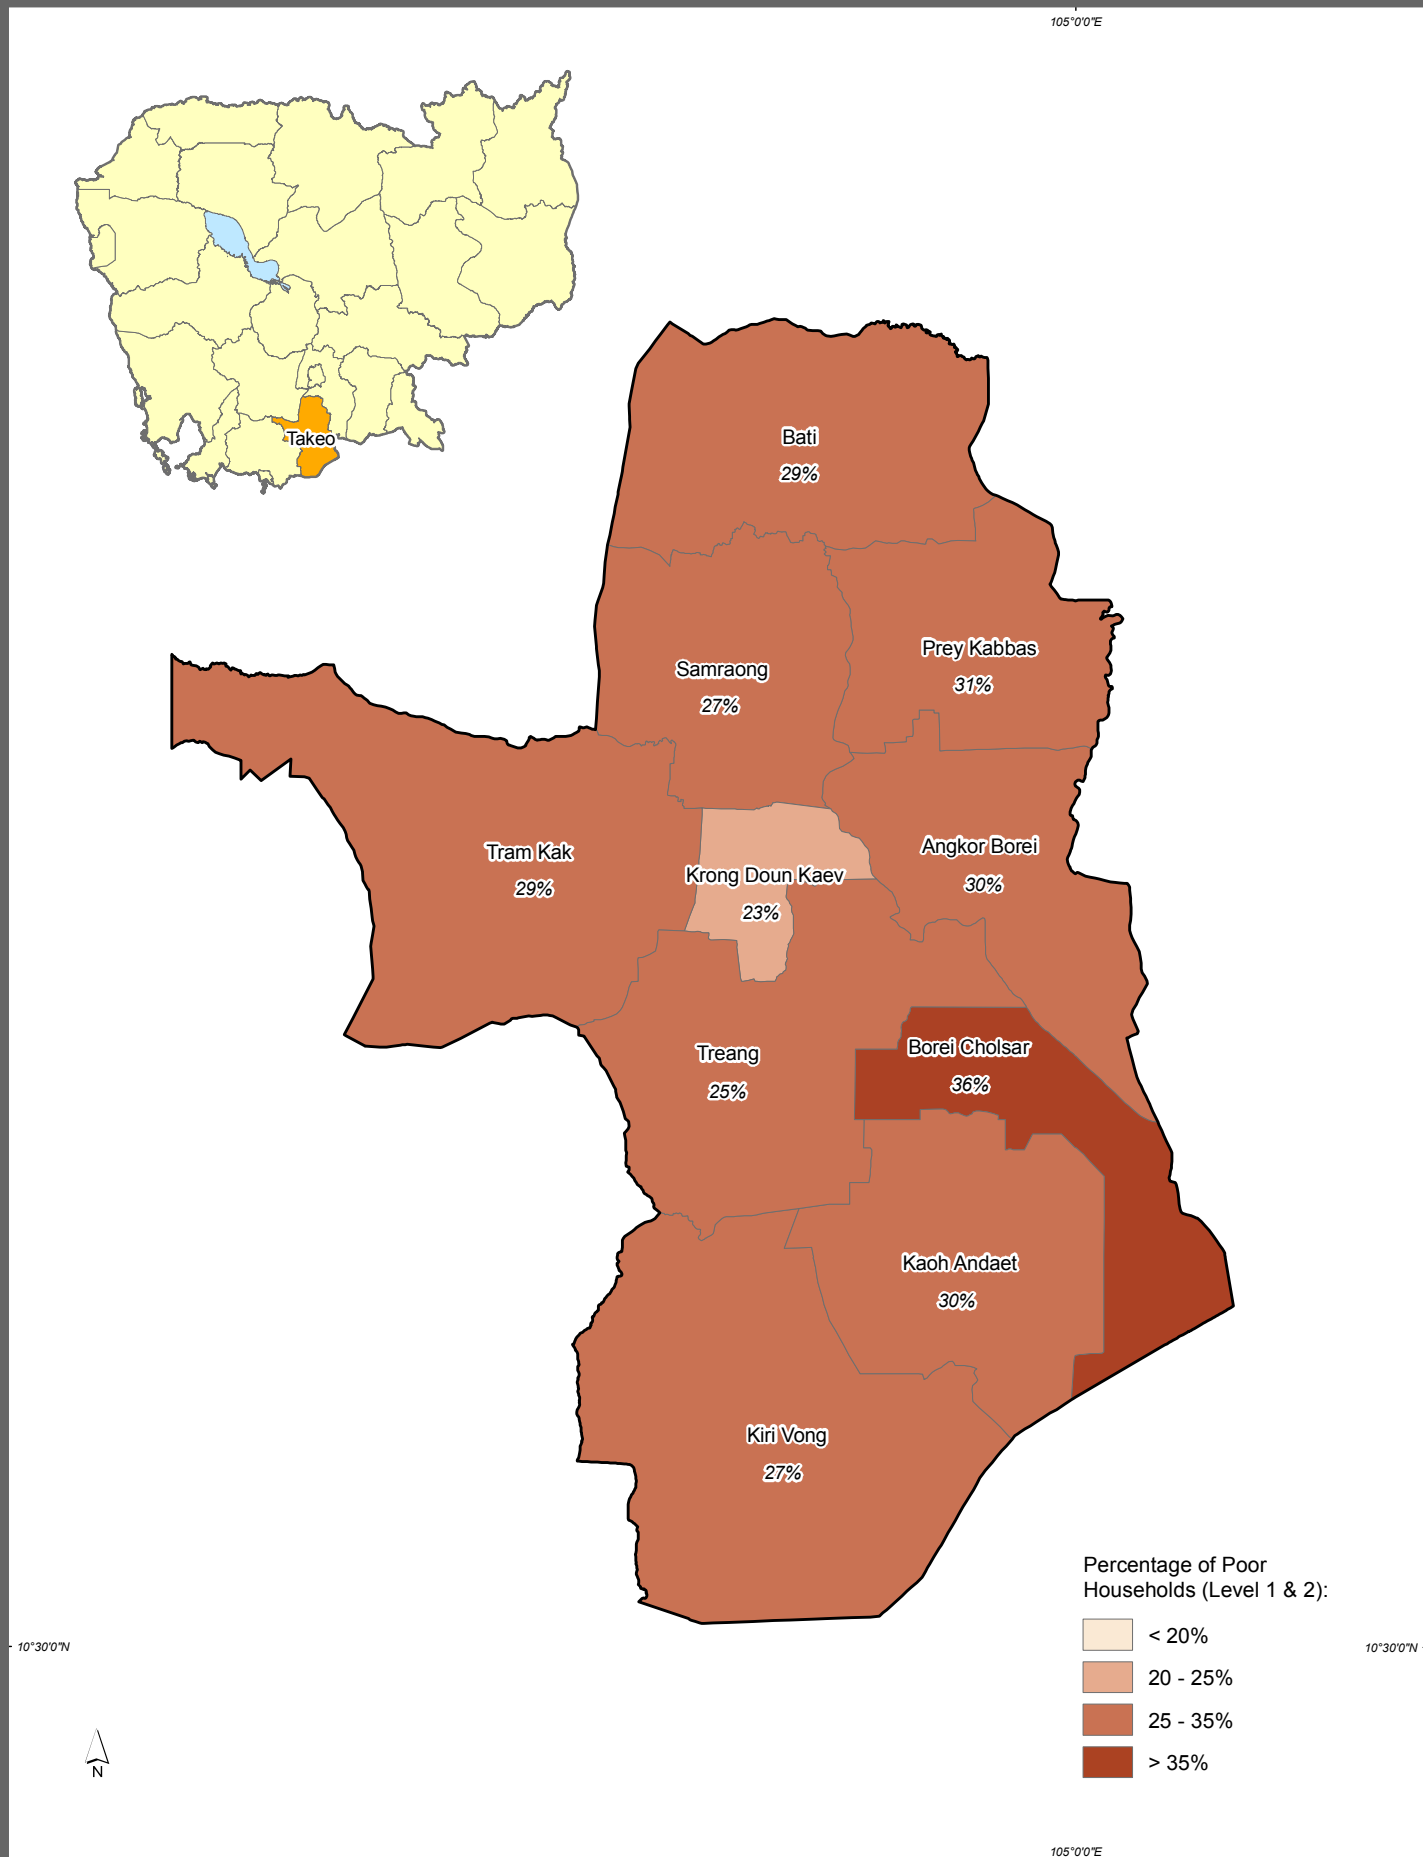 105°0'0"E
Takeo
Bati
29%
Prey Kabbas
31%
Samraong
27%
Tram Kak
29%
Angkor Borei
30%
Krong Doun Kaev
23%
Treang
25%
Borei Cholsar
36%
Kaoh Andaet
30%
Kiri Vong
27%
Percentage of Poor
Households (Level 1 & 2):
< 20%
20 - 25%
25 - 35%
> 35%
10°30'0"N
10°30'0"N
N
105°0'0"E